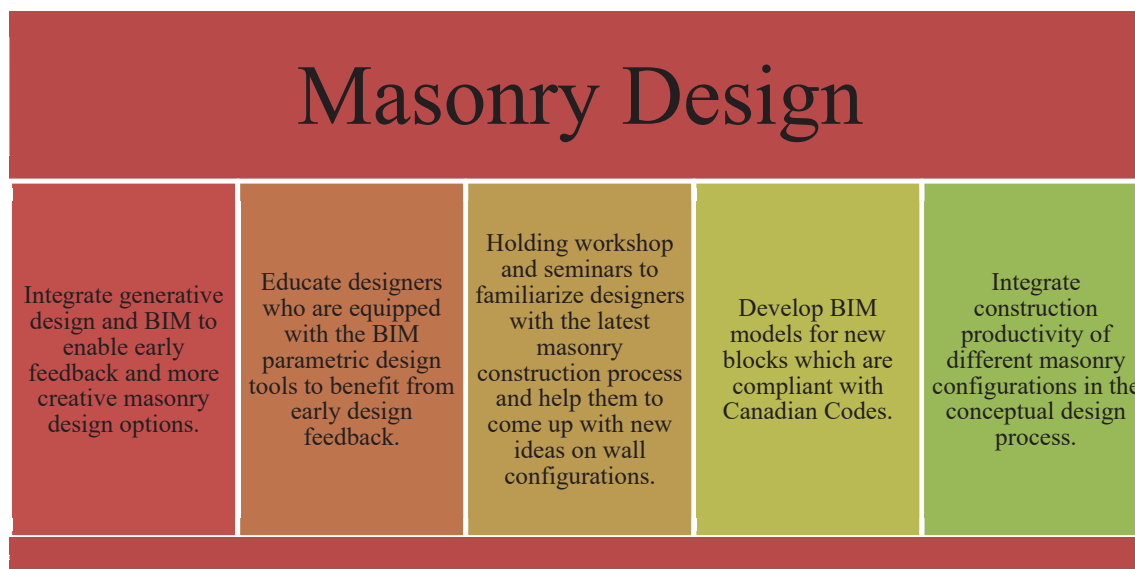 Masonry Design
Integrate generative
design and BIM to
enable early
feedback and more
creative masonry
design options.
Educate designers
who are equipped
with the BIM
parametric design
tools to benefit from
early design
feedback.
Holding workshop
and seminars to
familiarize designers
with the latest
masonry
construction process
and help them to
come up with new
ideas on wall
configurations.
Develop BIM
models for new
blocks which are
compliant with
Canadian Codes.
Integrate
construction
productivity of
different masonry
configurations in the
conceptual design
process.